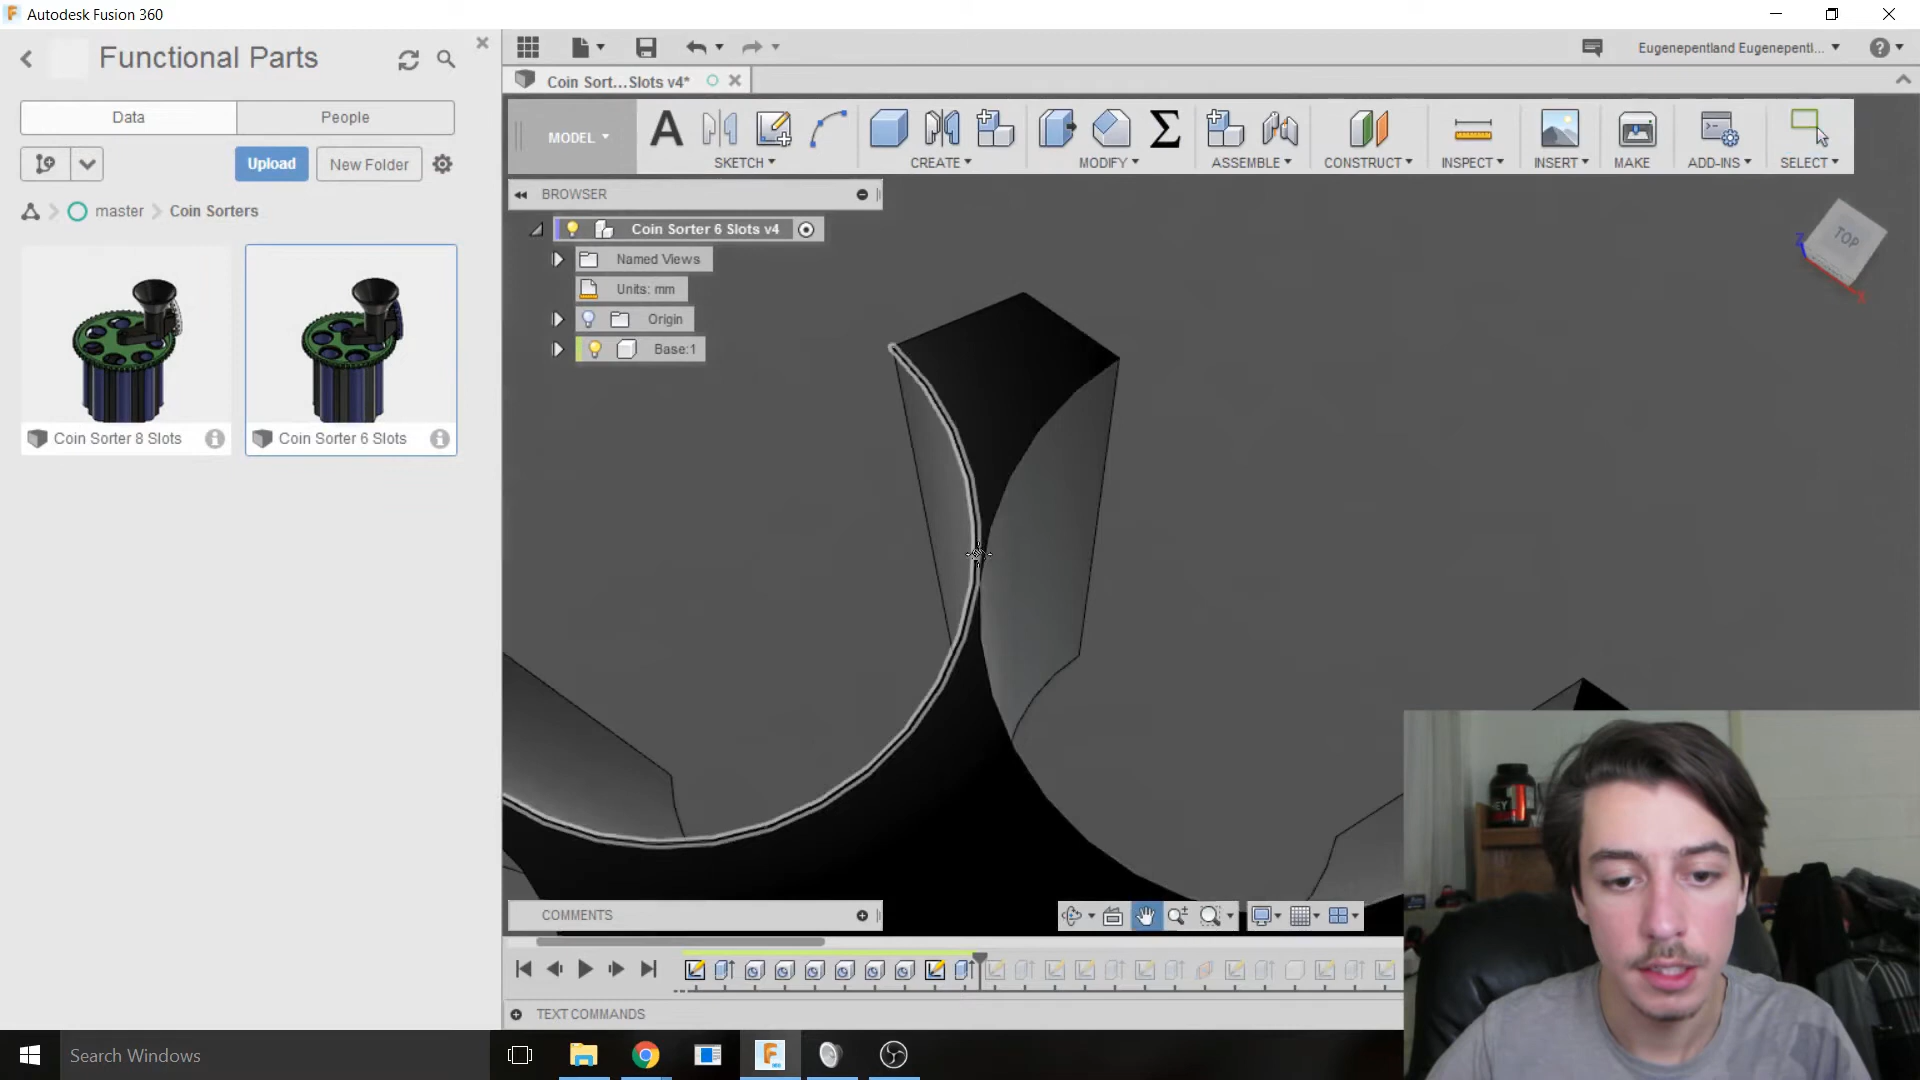 Autodesk Fusion 360
Functional Parts
Data
People
Upload
New Folder
master
Coin Sorters
Coin Sorter 8 Slots
Coin Sorter 6 Slots
Eugenepentland Eugenepentl...
Coin Sort...Slots v4*
MODEL
SKETCH
CREATE
MODIFY
ASSEMBLE
CONSTRUCT
INSPECT
INSERT
MAKE
ADD-INS
SELECT
BROWSER
Coin Sorter 6 Slots v4
Named Views
Units: mm
Origin
Base:1
TOP
Z
X
COMMENTS
TEXT COMMANDS
Search Windows